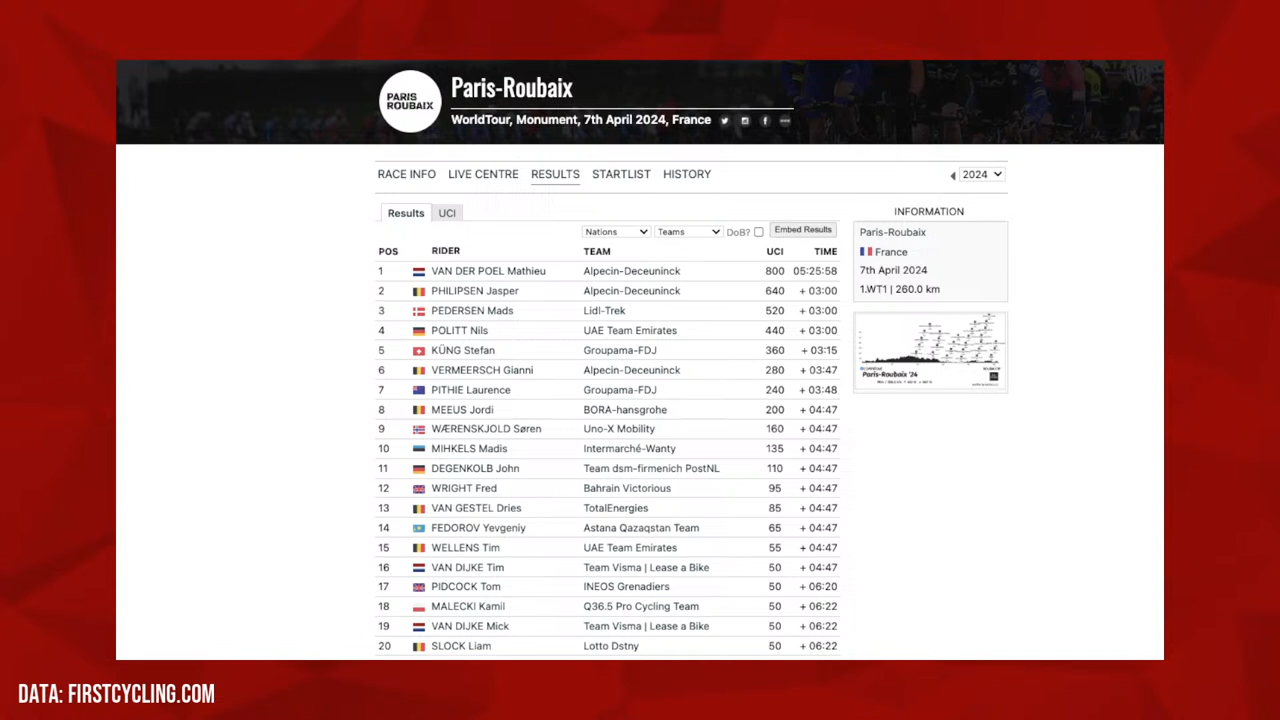 PARIS
ROUBAIX
Paris-Roubaix
WorldTour, Monument, 7th April 2024, France
RACE INFO LIVE CENTRE RESULTS STARTLIST HISTORY 2024
Results UCI
Nations Teams DoB? Embed Results
POS RIDER TEAM UCI TIME
1 VAN DER POEL Mathieu Alpecin-Deceuninck 800 05:25:58
2 PHILIPSEN Jasper Alpecin-Deceuninck 640 + 03:00
3 PEDERSEN Mads Lidl-Trek 520 + 03:00
4 POLITT Nils UAE Team Emirates 440 + 03:00
5 KÜNG Stefan Groupama-FDJ 360 + 03:15
6 VERMEERSCH Gianni Alpecin-Deceuninck 280 + 03:47
7 PITHIE Laurence Groupama-FDJ 240 + 03:48
8 MEEUS Jordi BORA-hansgrohe 200 + 04:47
9 WÆRENSKJOLD Søren Uno-X Mobility 160 + 04:47
10 MIHKELS Madis Intermarché-Wanty 135 + 04:47
11 DEGENKOLB John Team dsm-firmenich PostNL 110 + 04:47
12 WRIGHT Fred Bahrain Victorious 95 + 04:47
13 VAN GESTEL Dries TotalEnergies 85 + 04:47
14 FEDOROV Yevgeniy Astana Qazaqstan Team 65 + 04:47
15 WELLENS Tim UAE Team Emirates 55 + 04:47
16 VAN DIJKE Tim Team Visma | Lease a Bike 50 + 04:47
17 PIDCOCK Tom INEOS Grenadiers 50 + 06:20
18 MALECKI Kamil Q36.5 Pro Cycling Team 50 + 06:22
19 VAN DIJKE Mick Team Visma | Lease a Bike 50 + 06:22
20 SLOCK Liam Lotto Dstny 50 + 06:22
INFORMATION
Paris-Roubaix
France
7th April 2024
1.WT1 | 260.0 km
Paris-Roubaix '24
DATA: FIRSTCYCLING.COM